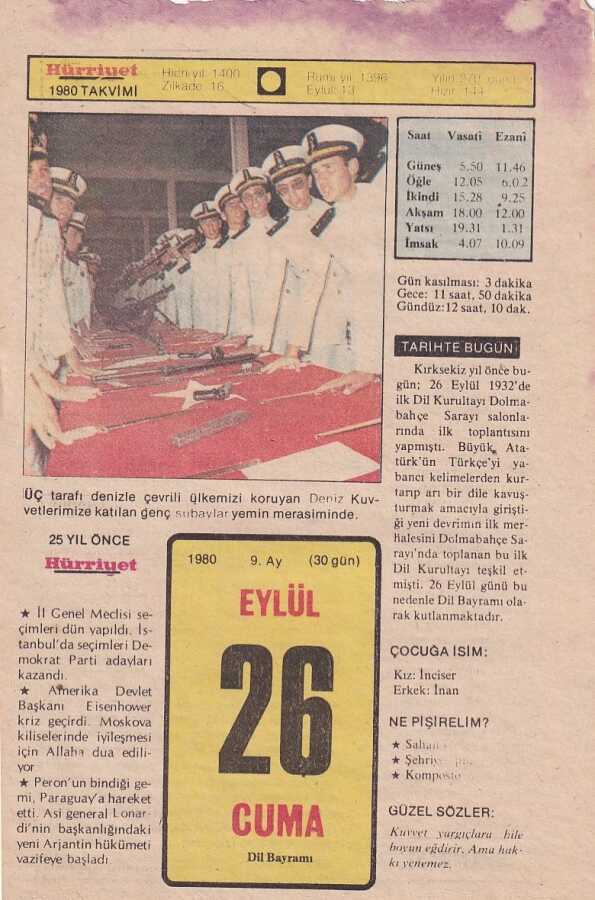 Hürriyet
1980 TAKVİMİ
Hicri yıl 1400
Zilkade 16
Rumi yıl 1396
Eylül 13
Yılın 270
Hızır 144
Saat Vasati Ezanî
Güneş 5.50 11.46
Öğle 12.05 6.02
İkindi 15.28 9.25
Akşam 18.00 12.00
Yatsı 19.31 1.31
İmsak 4.07 10.09
Gün kasılması: 3 dakika
Gece: 11 saat, 50 dakika
Gündüz:12 saat, 10 dak.
TARİHTE BUGÜN
Kırksekiz yıl önce bu-
gün; 26 Eylül 1932'de
ilk Dil Kurultayı Dolma-
bahçe Sarayı salonla-
rında ilk toplantısını
yapmıştı. Büyük Ata-
türk'ün Türkçe'yi ya-
bancı kelimelerden kur-
tarıp arı bir dile kavuş-
turmak amacıyla girişti-
ği yeni devrimin ilk mer-
halesini Dolmabahçe Sa-
rayı'nda toplanan bu ilk
Dil Kurultayı teşkil et-
mişti. 26 Eylül günü bu
nedenle Dil Bayramı ola-
rak kutlanmaktadır.
ÇOCUĞA İSİM:
Kız: İnciser
Erkek: İnan
NE PİŞİRELİM?
★ Sahan
★ Şehriye
★ Komposto
GÜZEL SÖZLER:
Kuvvet yargıçlara bile
boyun eğdirir. Ama hak-
kı yenemez.
ÜÇ tarafı denizle çevrili ülkemizi koruyan Deniz Kuv-
vetlerimize katılan genç subaylar yemin merasiminde.
25 YIL ÖNCE
Hürriyet
★ İl Genel Meclisi se-
çimleri dün yapıldı. İs-
tanbul'da seçimleri De-
mokrat Parti adayları
kazandı.
★ Amerika Devlet
Başkanı Eisenhower
kriz geçirdi. Moskova
kiliselerinde iyileşmesi
için Allaha dua edili-
yor
★ Peron'un bindiği ge-
mi, Paraguay'a hareket
etti. Asi general Lonar-
di'nin başkanlığındaki
yeni Arjantin hükümeti
vazifeye başladı
1980 9. Ay (30 gün)
EYLÜL
26
CUMA
Dil Bayramı